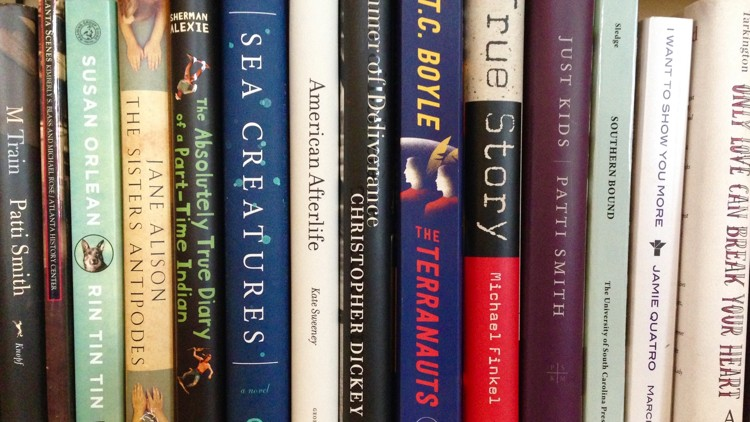 M Train Patti Smith Knopf
ANTA SCENES KIMBERLY S. BLASS AND MICHAEL ROSE / ATLANTA HISTORY CENTER
SUSAN ORLEAN RIN TIN TIN
JANE ALISON
THE SISTERS ANTIPODES
SHERMAN
ALEXIE
The Absolutely True Diary
of a Part-Time Indian
SEA CREATURES a novel
American Afterlife Kate Sweeney
nner of Deliverance
CHRISTOPHER DICKEY
T.C. BOYLE
THE TERRANAUTS
True Story Michael Finkel
JUST KIDS | PATTI SMITH
Sledge SOUTHERN BOUND The University of South Carolina Pres
I WANT TO SHOW YOU MORE JAMIE QUATRO MARC
Tarkington
ONLY LOVE CAN BREAK YOUR HEART